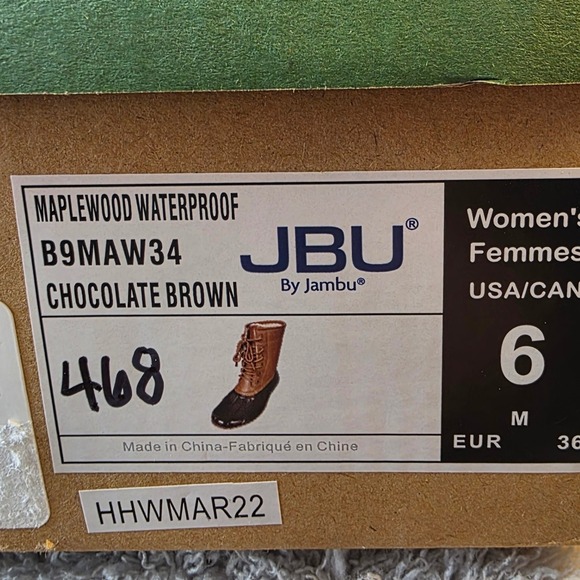 MAPLEWOOD WATERPROOF
B9MAW34
CHOCOLATE BROWN
JBU®
By Jambu®
468
Made in China-Fabriqué en Chine
Women's
Femmes
USA/CAN
6
M
EUR 36
HHWMAR22